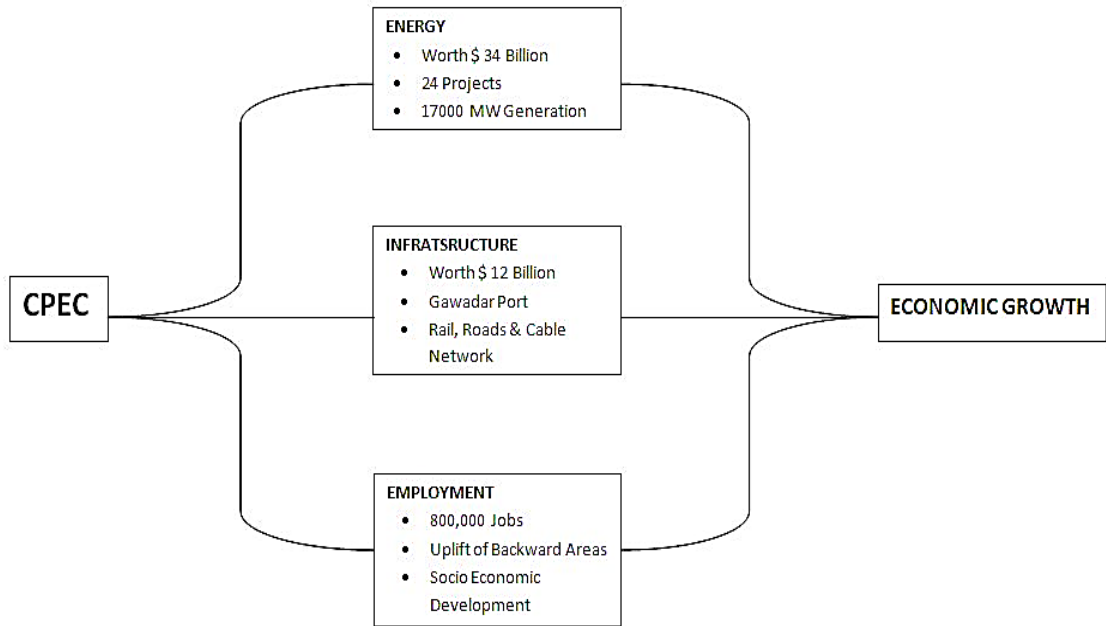 ENERGY
• Worth $ 34 Billion
• 24 Projects
• 17000 MW Generation
INFRATSRUCTURE
• Worth $ 12 Billion
• Gawadar Port
• Rail, Roads & Cable
Network
CPEC
ECONOMIC GROWTH
EMPLOYMENT
• 800,000 Jobs
• Uplift of Backward Areas
• Socio Economic
Development